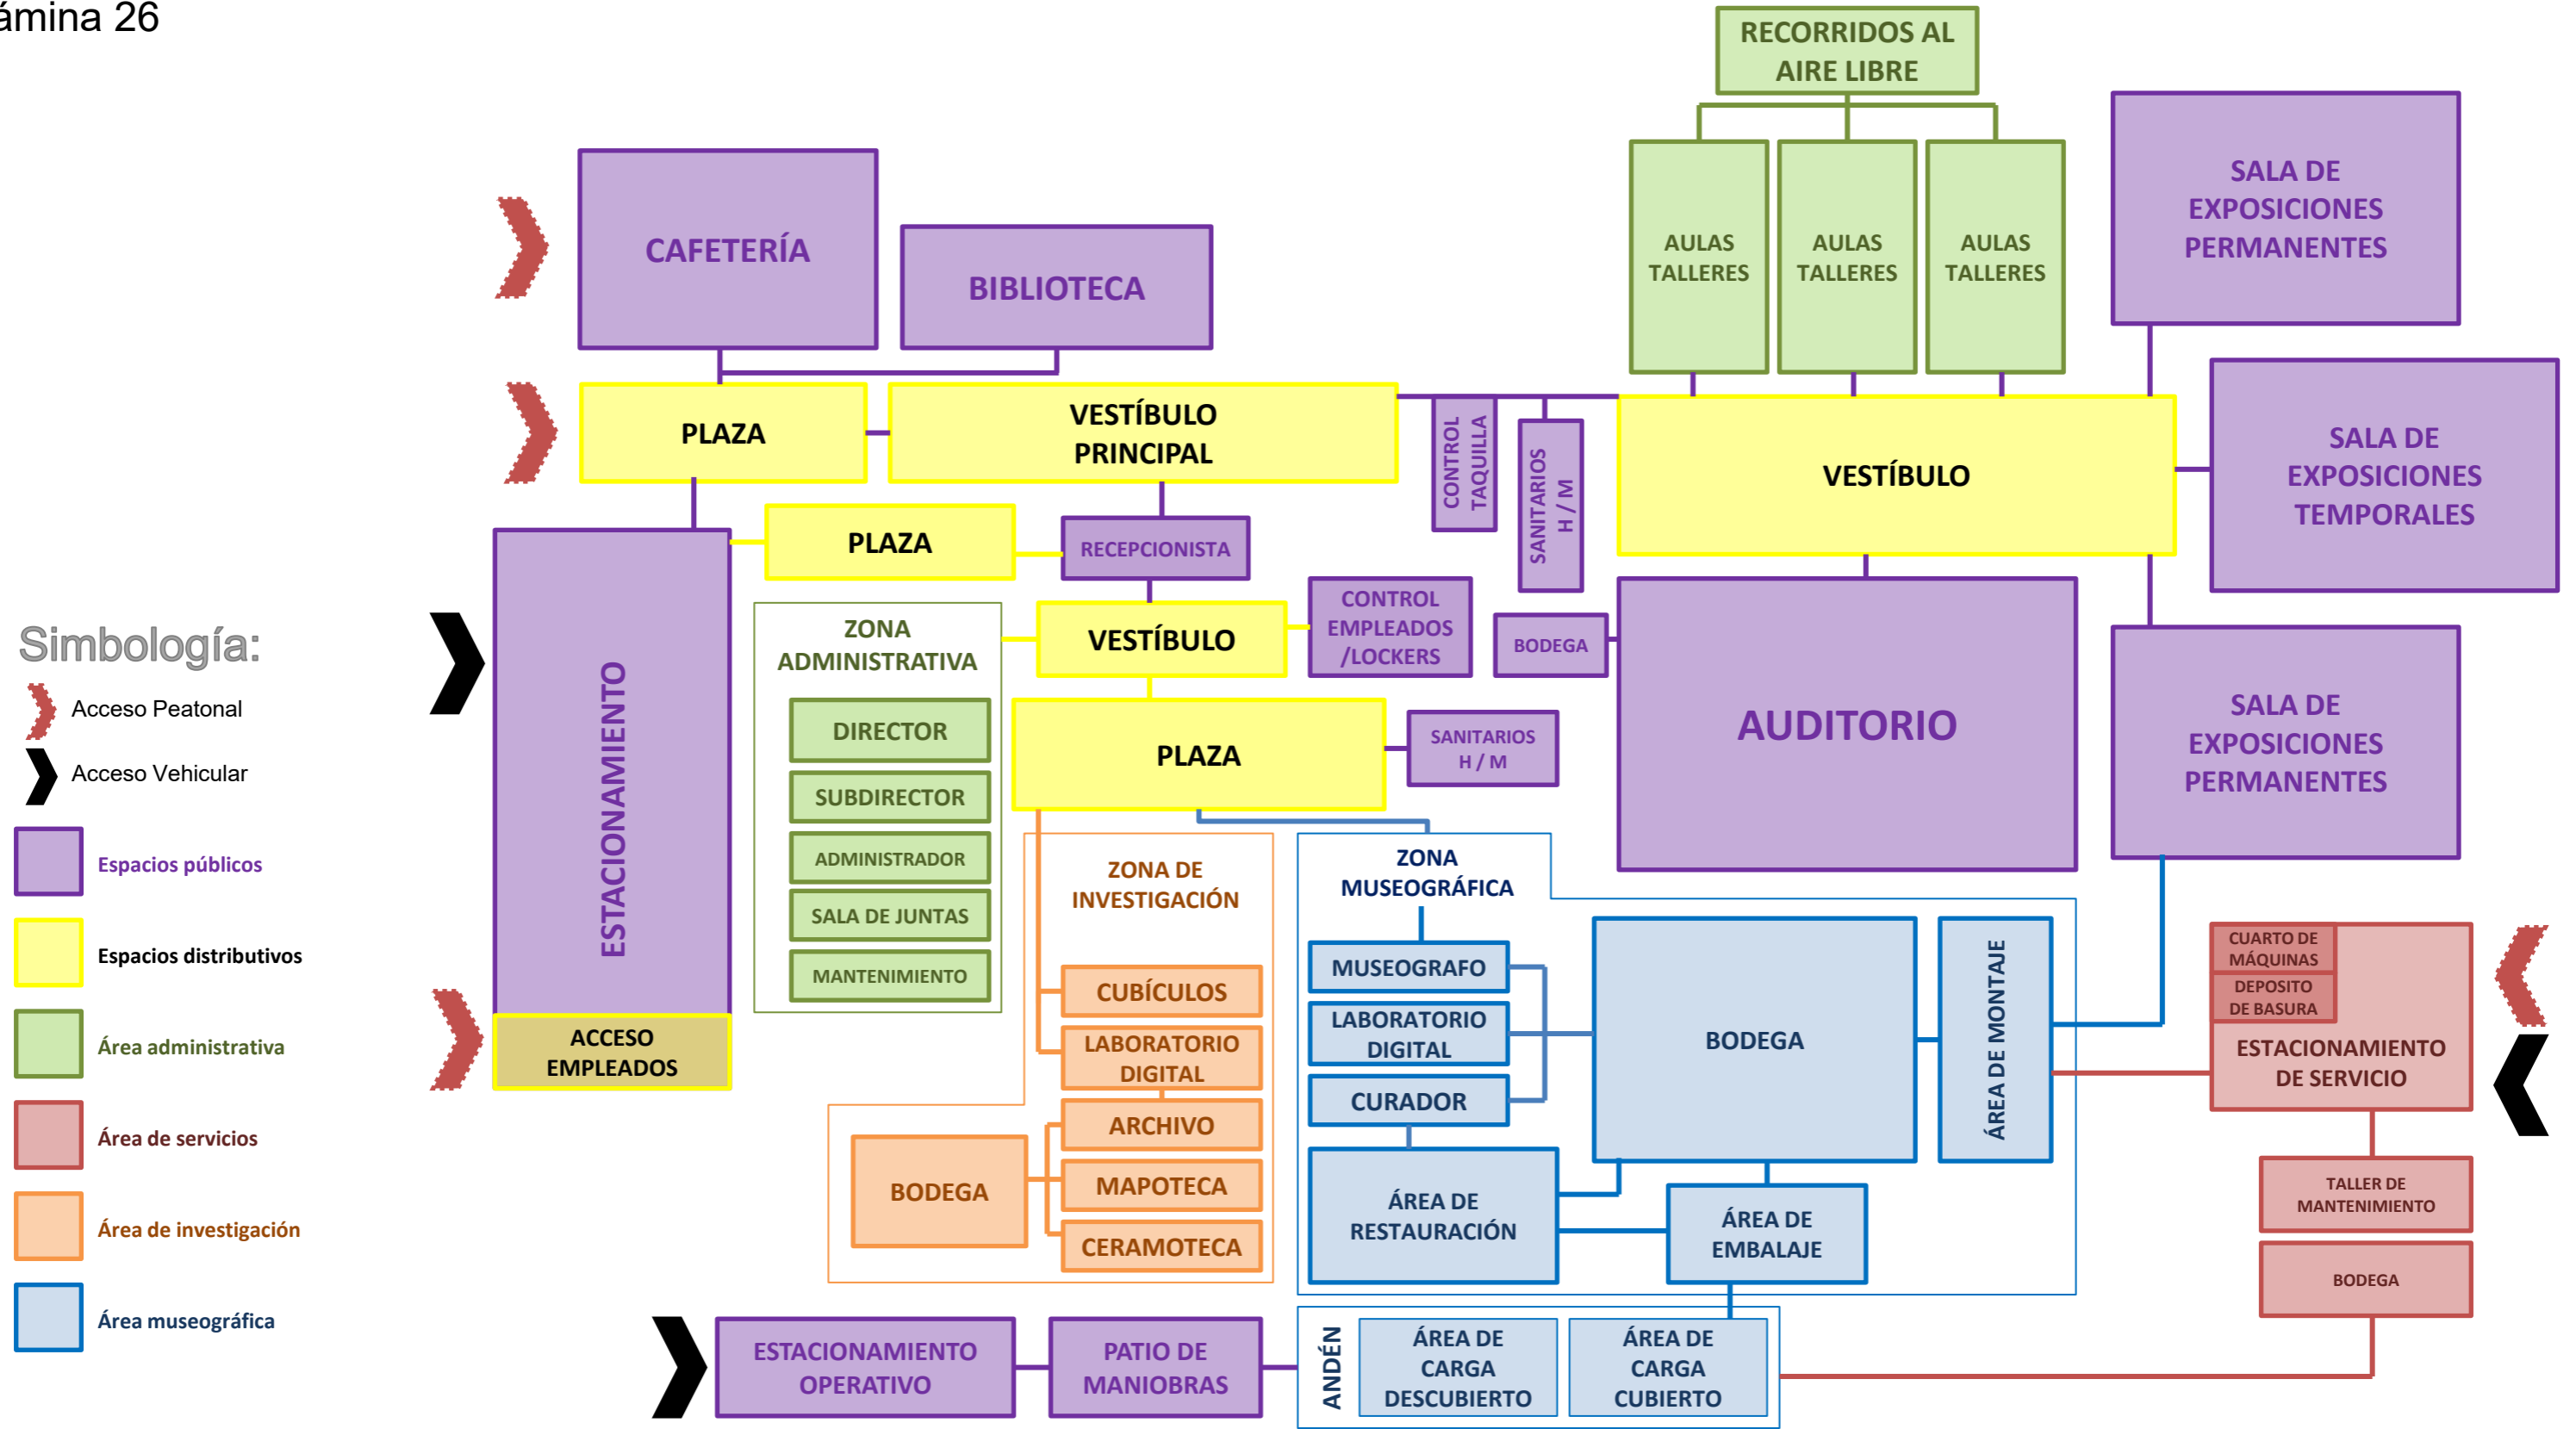 ámina 26
RECORRIDOS AL
AIRE LIBRE
CAFETERÍA
BIBLIOTECA
AULAS
TALLERES
AULAS
TALLERES
AULAS
TALLERES
SALA DE
EXPOSICIONES
PERMANENTES
PLAZA
VESTÍBULO
PRINCIPAL
CONTROL
TAQUILLA
SANITARIOS
H / M
VESTÍBULO
SALA DE
EXPOSICIONES
TEMPORALES
PLAZA
RECEPCIONISTA
ESTACIONAMIENTO
ZONA
ADMINISTRATIVA
VESTÍBULO
CONTROL
EMPLEADOS
/LOCKERS
BODEGA
AUDITORIO
SALA DE
EXPOSICIONES
PERMANENTES
DIRECTOR
SUBDIRECTOR
ADMINISTRADOR
SALA DE JUNTAS
MANTENIMIENTO
PLAZA
SANITARIOS
H / M
ACCESO
EMPLEADOS
ZONA DE
INVESTIGACIÓN
CUBÍCULOS
LABORATORIO
DIGITAL
ARCHIVO
MAPOTECA
CERAMOTECA
BODEGA
ZONA
MUSEOGRÁFICA
MUSEOGRAFO
LABORATORIO
DIGITAL
CURADOR
ÁREA DE
RESTAURACIÓN
BODEGA
ÁREA DE MONTAJE
ÁREA DE
EMBALAJE
CUARTO DE
MÁQUINAS
DEPOSITO
DE BASURA
ESTACIONAMIENTO
DE SERVICIO
TALLER DE
MANTENIMIENTO
BODEGA
ESTACIONAMIENTO
OPERATIVO
PATIO DE
MANIOBRAS
ANDÉN
ÁREA DE
CARGA
DESCUBIERTO
ÁREA DE
CARGA
CUBIERTO
Simbología:
Acceso Peatonal
Acceso Vehicular
Espacios públicos
Espacios distributivos
Área administrativa
Área de servicios
Área de investigación
Área museográfica